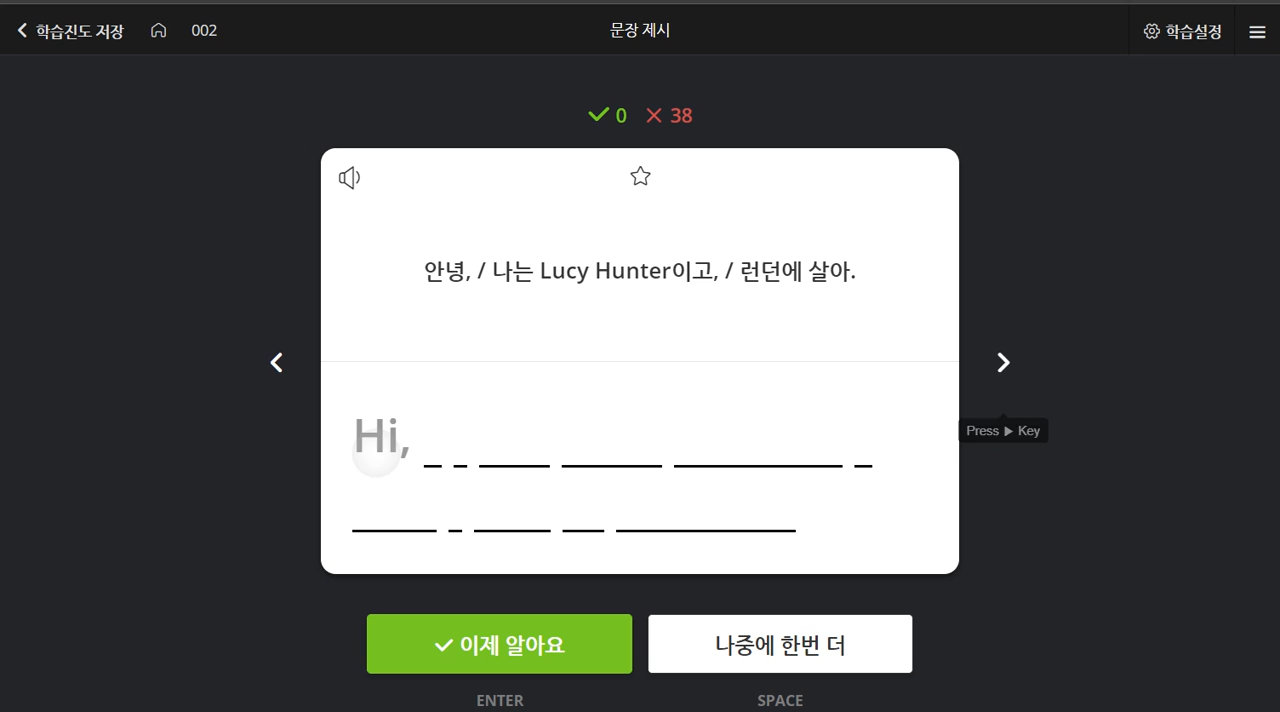 학습진도 저장 002 문장 제시 학습설정
0 38
안녕, / 나는 Lucy Hunter이고, / 런던에 살아.
Press ▶ Key
Hi, _ _ _ _ _ _
_ _ _ _ _
이제 알아요 나중에 한번 더
ENTER SPACE